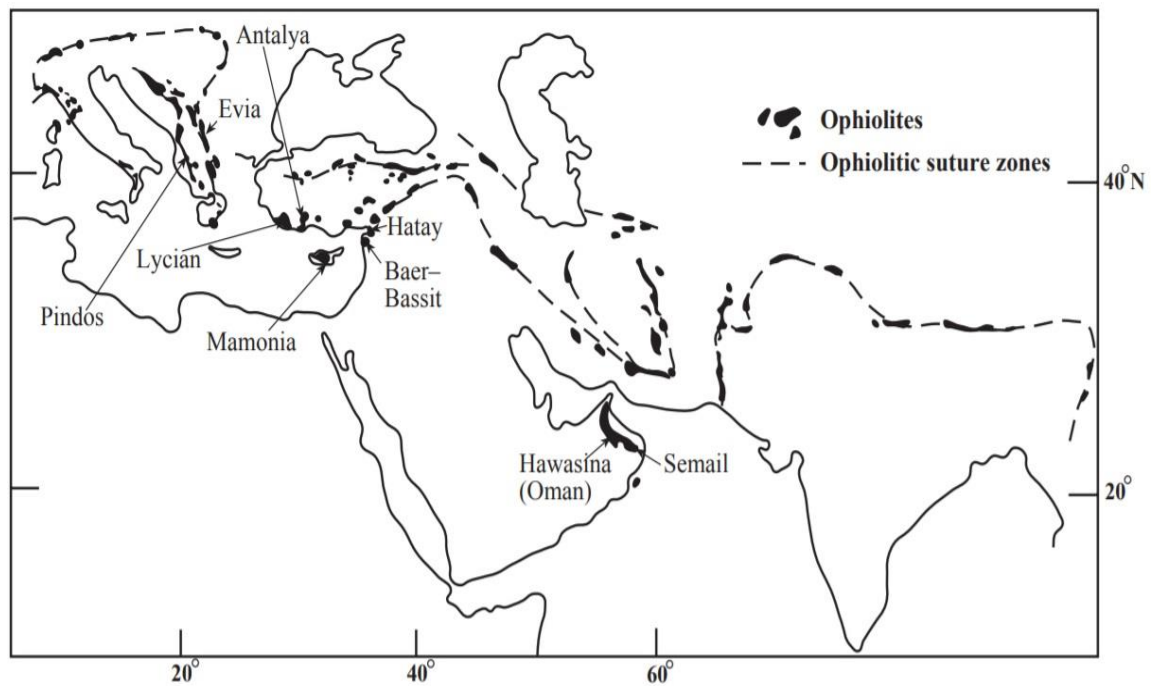 Antalya
Evia
Ophiolites
Ophiolitic suture zones
40°N
Hatay
Lycian
Baer–
Bassit
Pindos
Mamonia
Hawasina
(Oman)
Semail
20°
20°
40°
60°